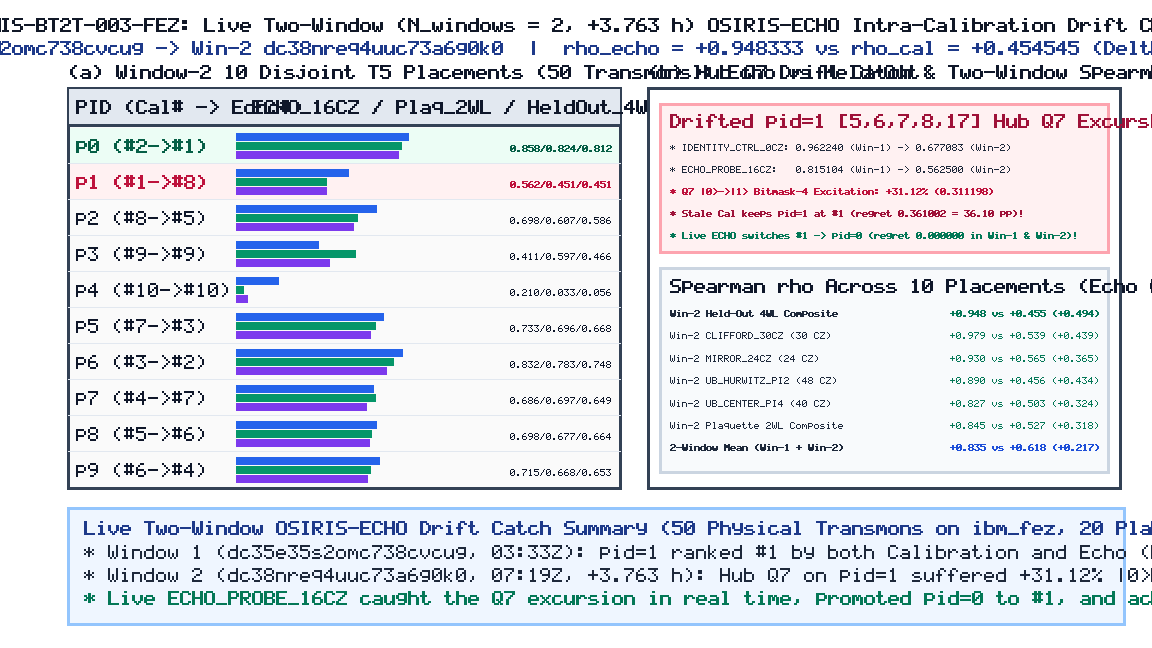 IS-BT2T-003-FEZ: Live Two-Window (N_windows = 2, +3.763 h) OSIRIS-ECHO Intra-Calibration Drift
2omc738cvcug -> Win-2 dc38nre94uuc73a690k0 | rho_echo = +0.948333 vs rho_cal = +0.454545
(a) Window-2 10 Disjoint T5 Placements (50
& Two-Window
PID (Cal# -> ECHO_16CZ / Plaq_2WL / HeldOut_4W
p0 (#2->#1) 0.858/0.824/0.812
p1 (#1->#8) 0.562/0.451/0.451
p2 (#8->#5) 0.698/0.607/0.586
p3 (#9->#9) 0.411/0.597/0.466
p4 (#10->#10) 0.210/0.033/0.056
p5 (#7->#3) 0.733/0.696/0.668
p6 (#3->#2) 0.832/0.783/0.748
p7 (#4->#7) 0.686/0.697/0.649
p8 (#5->#6) 0.698/0.677/0.664
p9 (#6->#4) 0.715/0.668/0.653
Drifted pid=1 [5,6,7,8,17] Hub Q7 Excurs
* IDENTITY_CTRL_0CZ: 0.962240 (Win-1) -> 0.677083 (Win-2)
* ECHO_PROBE_16CZ: 0.815104 (Win-1) -> 0.562500 (Win-2)
* Q7 |0>->|1> Bitmask-4 Excitation: +31.12% (0.311198)
* Stale Cal keeps pid=1 at #1 (regret 0.361002 = 36.10 pp)!
* Live ECHO switches #1 -> pid=0 (regret 0.000000 in Win-1 & Win-2)!
Spearman rho Across 10 Placements (Echo
Win-2 Held-Out 4WL Composite +0.948 vs +0.455 (+0.494)
Win-2 CLIFFORD_30CZ (30 CZ) +0.979 vs +0.539 (+0.439)
Win-2 MIRROR_24CZ (24 CZ) +0.930 vs +0.565 (+0.365)
Win-2 UB_HURWITZ_PI2 (48 CZ) +0.890 vs +0.456 (+0.434)
Win-2 UB_CENTER_PI4 (40 CZ) +0.827 vs +0.503 (+0.324)
Win-2 Plaquette 2WL Composite +0.845 vs +0.527 (+0.318)
2-Window Mean (Win-1 + Win-2) +0.835 vs +0.618 (+0.217)
Live Two-Window OSIRIS-ECHO Drift Catch Summary (50 Physical Transmons on ibm_fez, 20
* Window 1 (dc35e35s2omc738cvcug, 03:33Z): pid=1 ranked #1 by both Calibration and Echo
* Window 2 (dc38nre94uuc73a690k0, 07:19Z, +3.763 h): Hub Q7 on pid=1 suffered +31.12%
* Live ECHO_PROBE_16CZ caught the Q7 excursion in real time, promoted pid=0 to #1, and